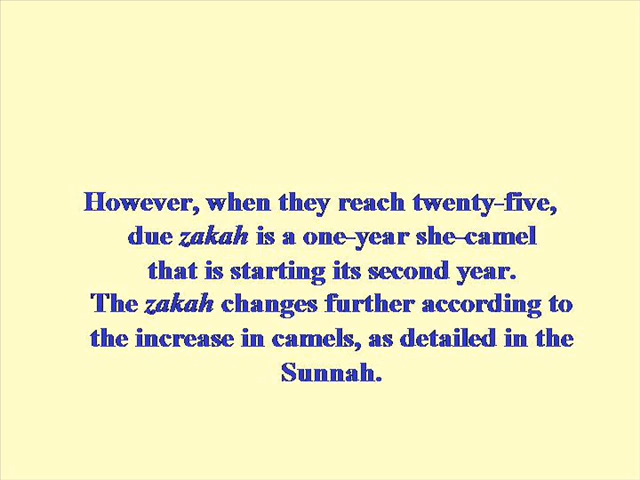 However, when they reach twenty-five,
due zakah is a one-year she-camel
that is starting its second year.
The zakah changes further according to
the increase in camels, as detailed in the
Sunnah.